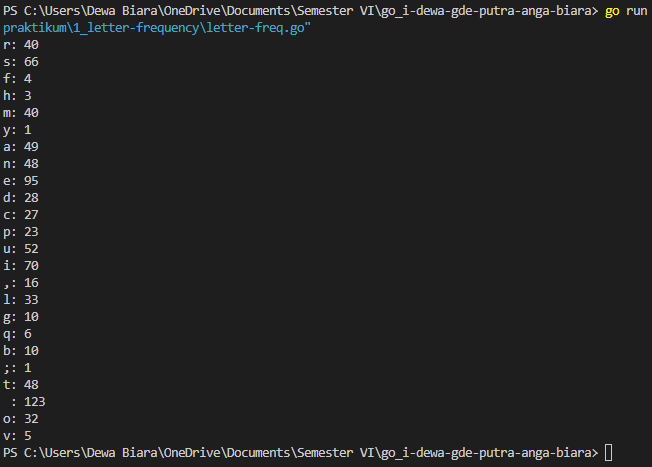 PS C:\Users\Dewa Biara\OneDrive\Documents\Semester VI\go_i-dewa-gde-putra-anga-biara> go run
praktikum\1_letter-frequency\letter-freq.go"
r: 40
s: 66
f: 4
h: 3
m: 40
y: 1
a: 49
n: 48
e: 95
d: 28
c: 27
p: 23
u: 52
i: 70
,: 16
l: 33
g: 10
q: 6
b: 10
;: 1
t: 48
 : 123
o: 32
v: 5
PS C:\Users\Dewa Biara\OneDrive\Documents\Semester VI\go_i-dewa-gde-putra-anga-biara>